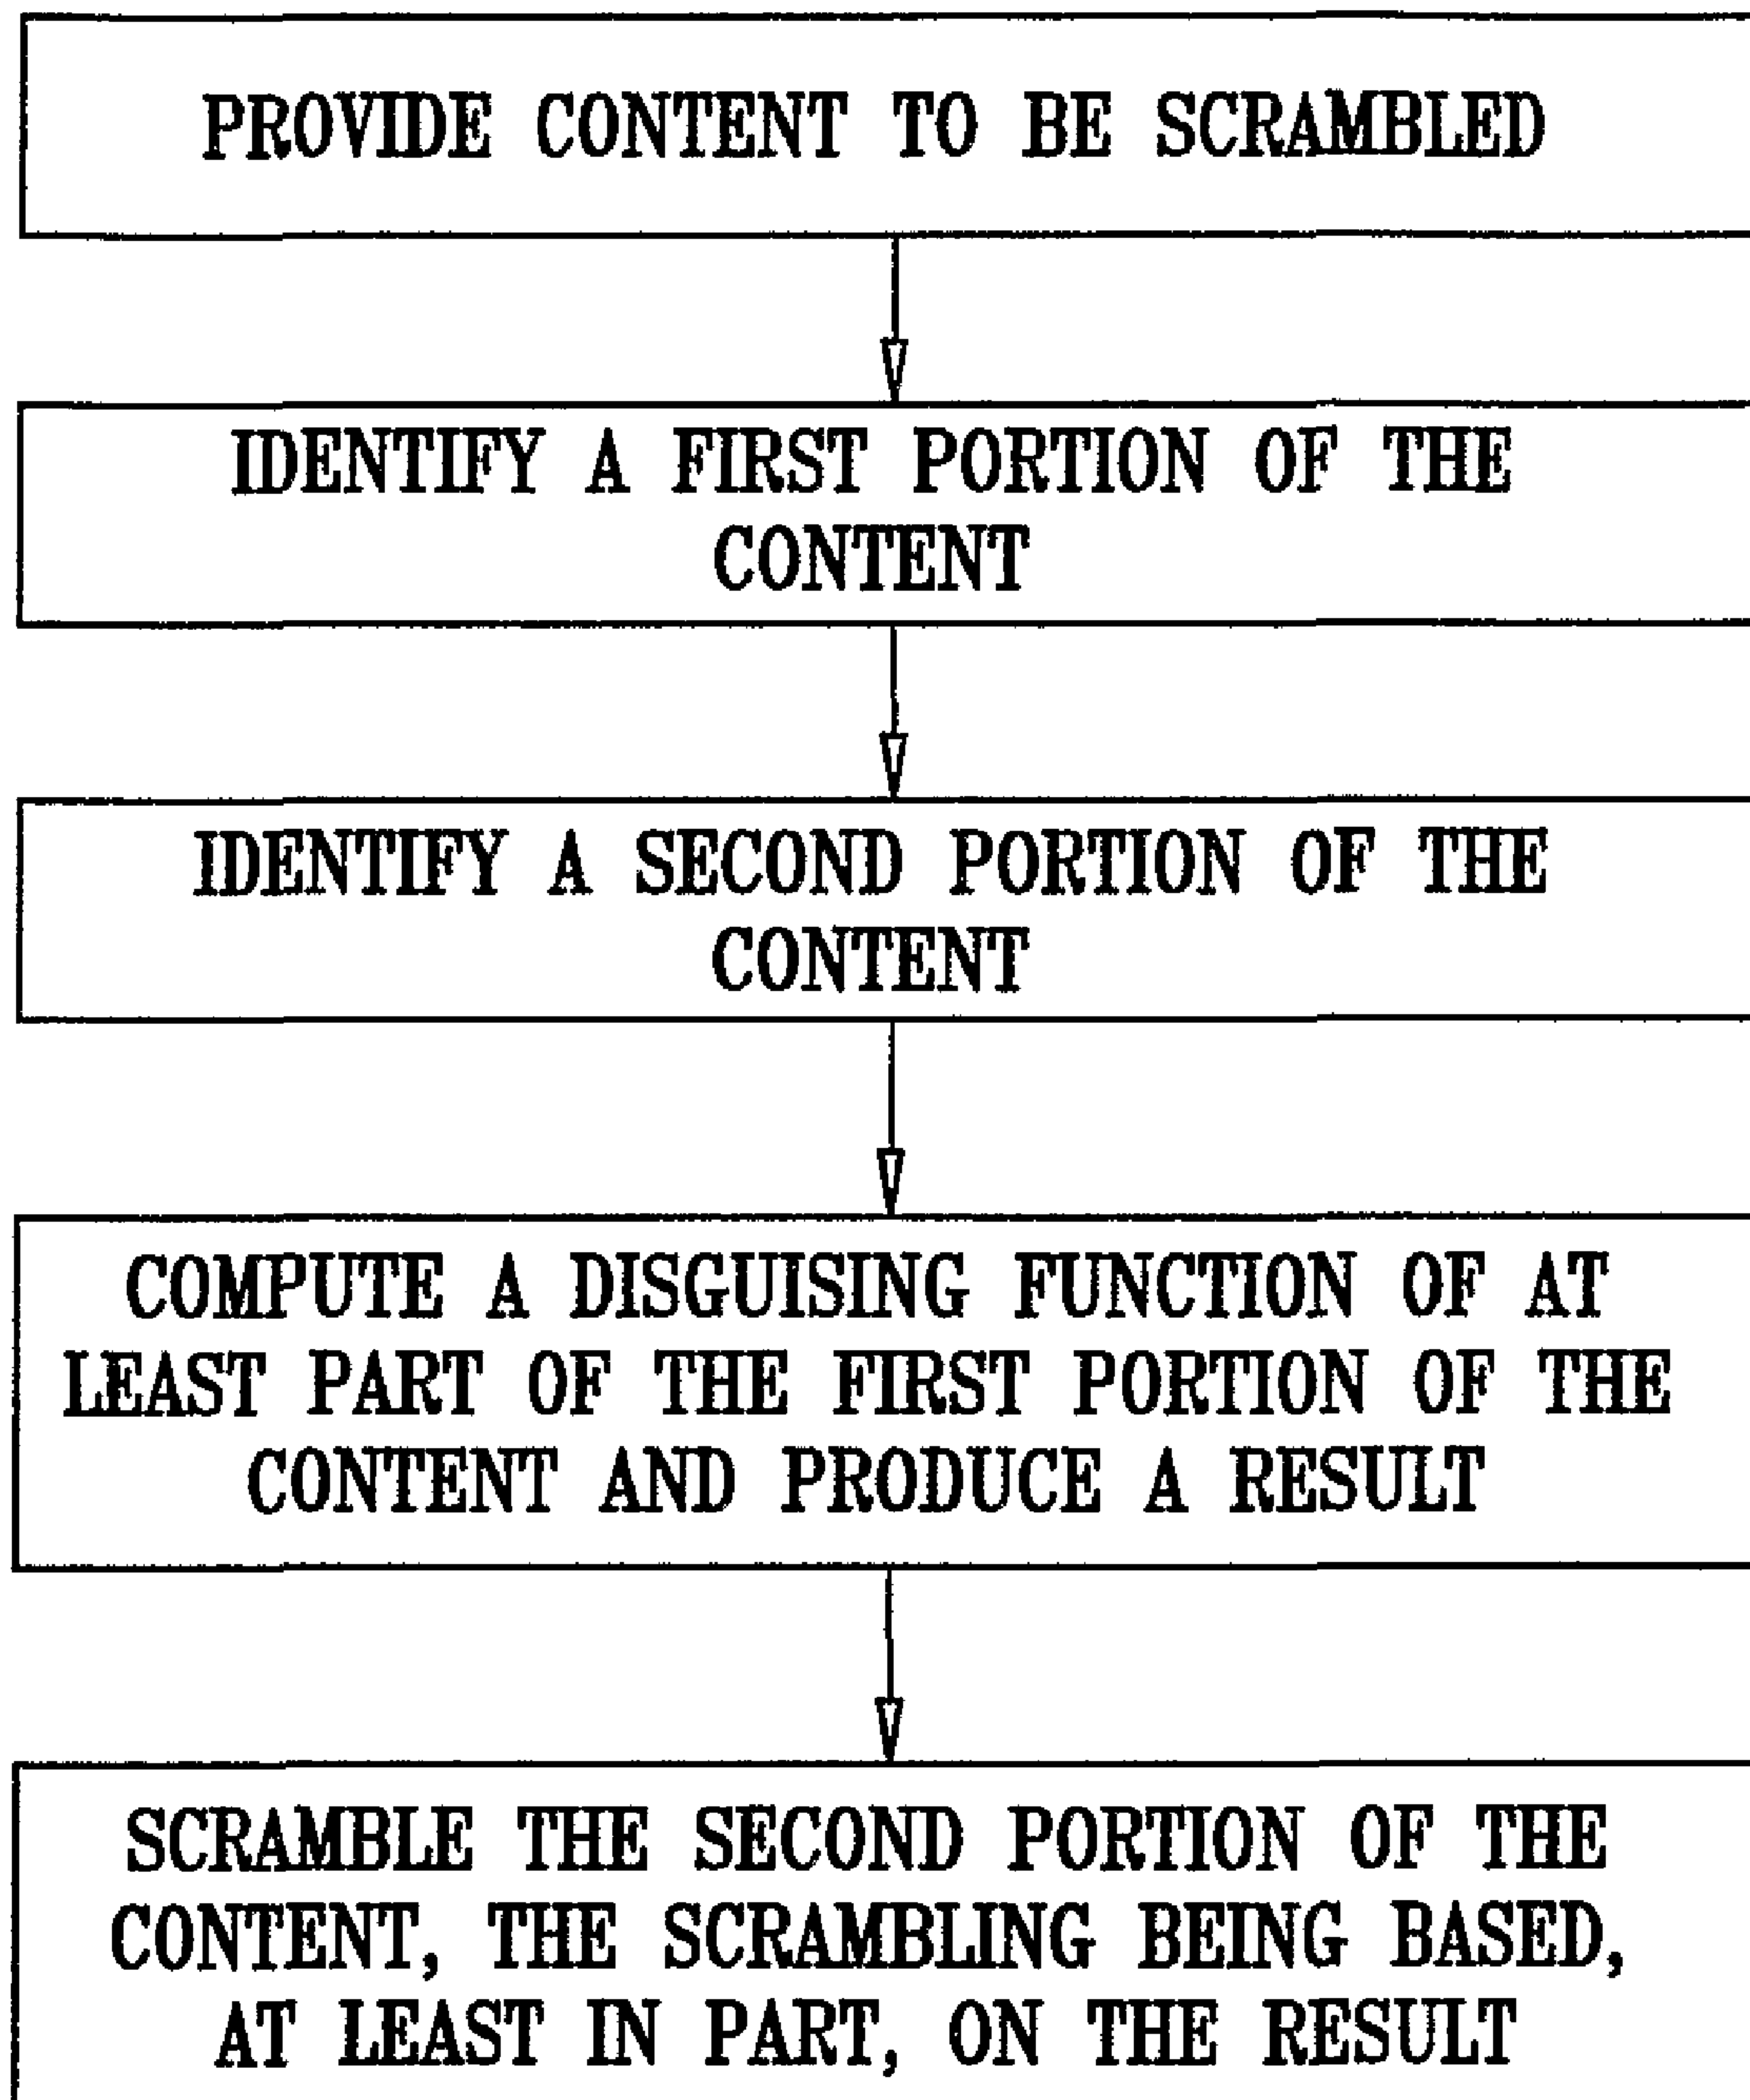 PROVIDE CONTENT TO BE SCRAMBLED
IDENTIFY A FIRST PORTION OF THE
CONTENT
IDENTIFY A SECOND PORTION OF THE
CONTENT
COMPUTE A DISGUISING FUNCTION OF AT
LEAST PART OF THE FIRST PORTION OF THE
CONTENT AND PRODUCE A RESULT
SCRAMBLE THE SECOND PORTION OF THE
CONTENT, THE SCRAMBLING BEING BASED,
AT LEAST IN PART, ON THE RESULT